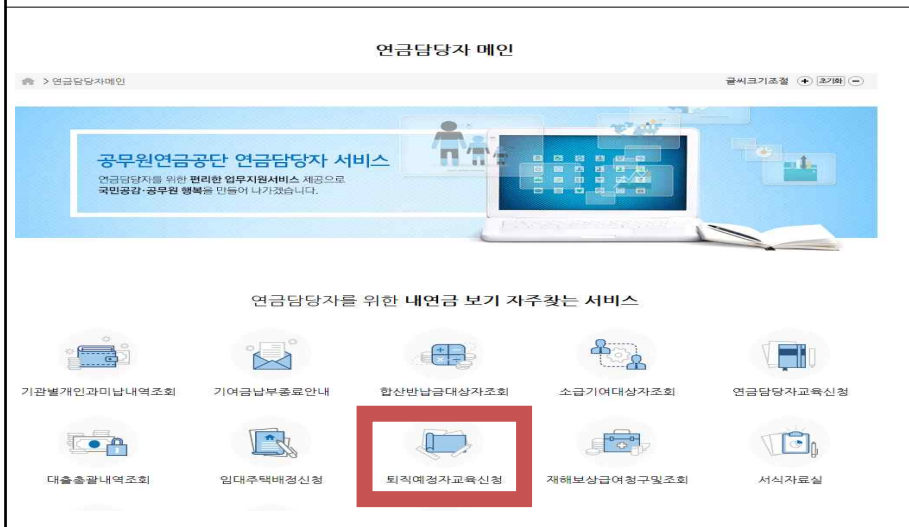 연금담당자 메인
> 연금담당자메인
글씨크기조절 + 초기화 -
공무원연금공단 연금담당자 서비스
연금담당자를 위한 편리한 업무지원서비스 제공으로
국민공감·공무원 행복을 만들어 나가겠습니다.
연금담당자를 위한 내연금 보기 자주찾는 서비스
기관별개인과미납내역조회 기여금납부종료안내 합산반납금대상자조회 소급기여대상자조회 연금담당자교육신청
대출총괄내역조회 임대주택배정신청 퇴직예정자교육신청 재해보상급여청구및조회 서식자료실